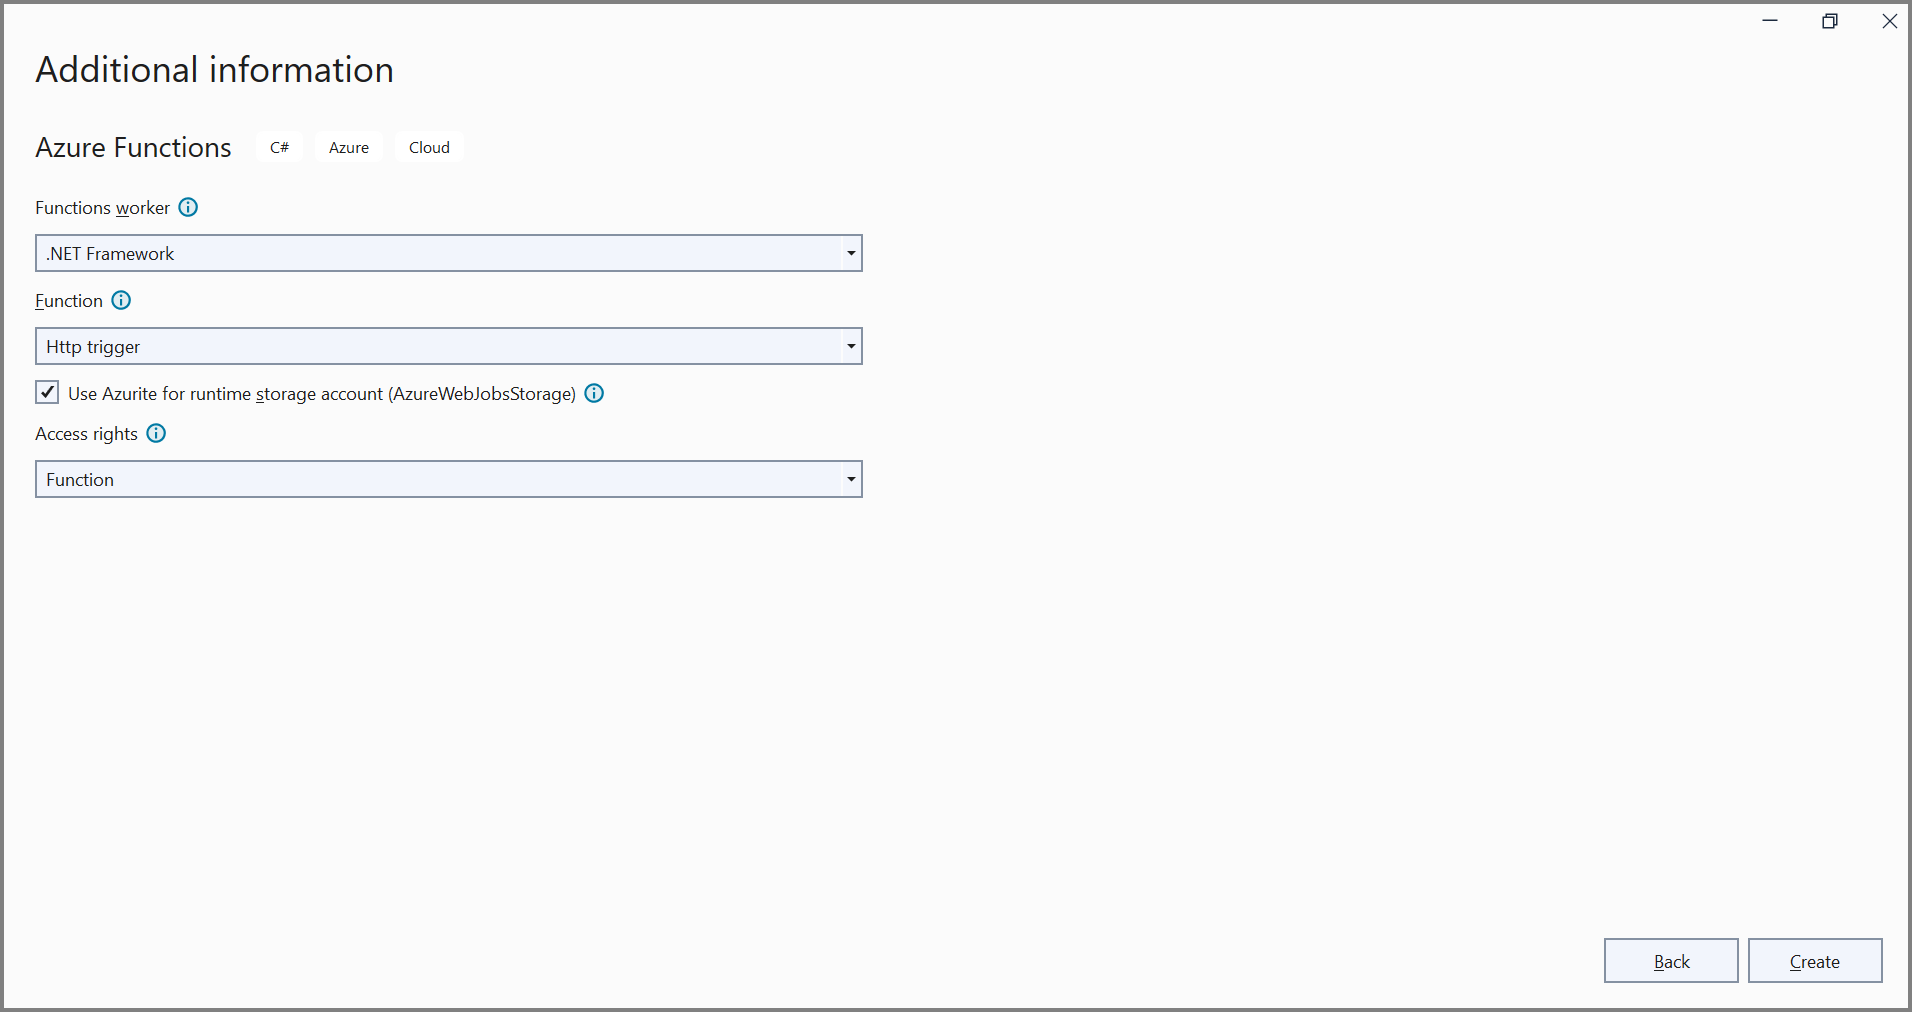 Additional information
Azure Functions C# Azure Cloud
Functions worker
.NET Framework
Function
Http trigger
Use Azurite for runtime storage account (AzureWebJobsStorage)
Access rights
Function
Back Create